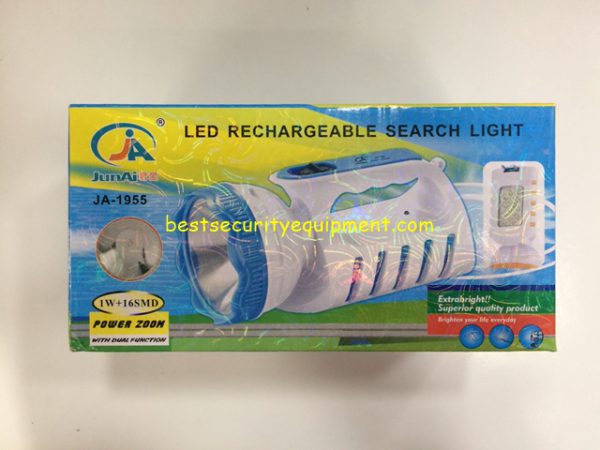 JA
®
LED RECHARGEABLE SEARCH LIGHT
JunAi
JA-1955
bestsecurityequipment.com
1W+16SMD
POWER ZOON
WITH DUAL FUNCTION
Extrabright!!
Superior quality product
Brighten your life everyday